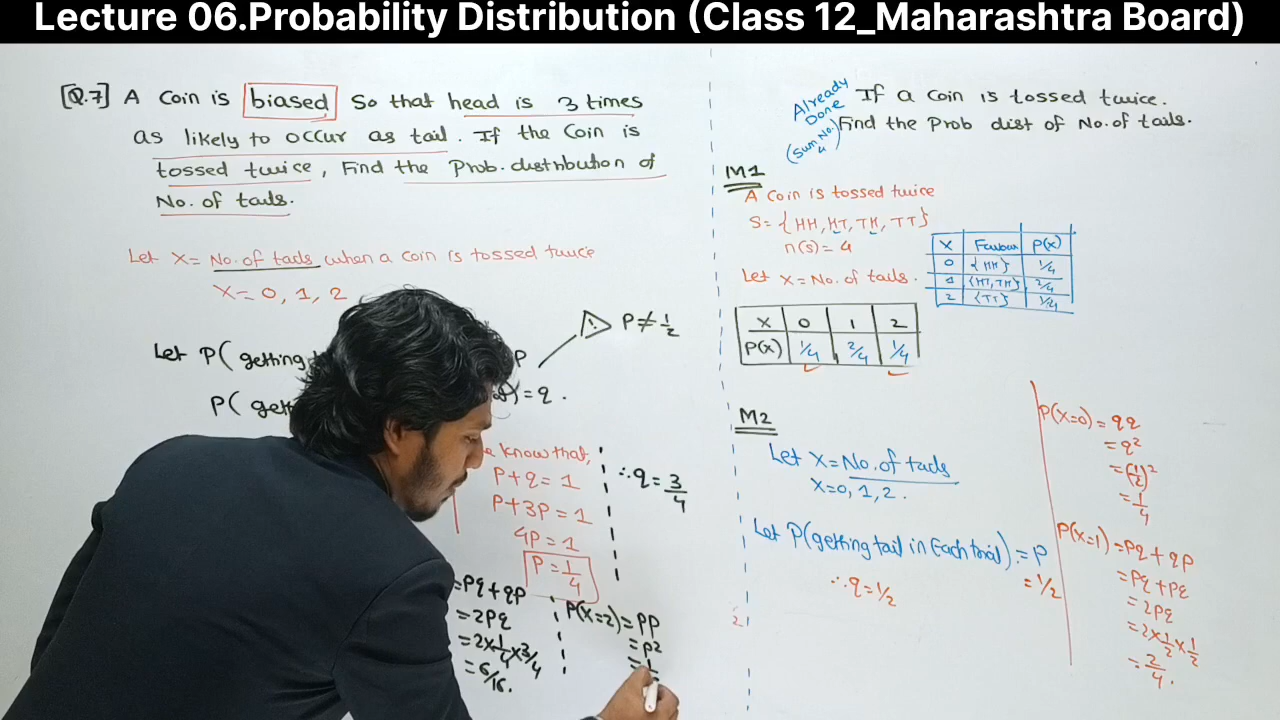 Lecture 06.Probability Distribution (Class 12_Maharashtra Board)
[Q.7] A Coin is biased so that head is 3 times
as likely to occur as tail. If the Coin is
tossed twice, Find the Prob. distribution of
No. of tails.
Let X = No. of tails when a coin is tossed twice
X = 0, 1, 2
Let P( getting
P
P ≠ 1/2
P( gett
= q .
know that,
P + q = 1
P + 3P = 1
4P = 1
P = 1/4
∴ q = 3/4
= Pq + qP
= 2Pq
= 2 × 1/4 × 3/4
= 6/16.
P(X=2) = PP
= P²
Already
Done
(Sum No.
4)
If a Coin is tossed twice.
Find the Prob dist of No. of tails.
M1
A Coin is tossed twice
S = { HH, HT, TH, TT }
n(s) = 4
Let X = No. of tails.
X P(X)
0 {HH} 1/4
1 {HT, TH} 2/4
2 {TT} 1/4
X 0 1 2
P(X) 1/4 2/4 1/4
M2
Let X = No. of tails
X = 0, 1, 2 .
Let P(getting tail in Each trial) = P
= 1/2
∴ q = 1/2
P(X=0) = qq
= q²
= (1/2)²
= 1/4
P(X=1) = Pq + qP
= Pq + Pq
= 2Pq
= 2 × 1/2 × 1/2
= 2/4 .